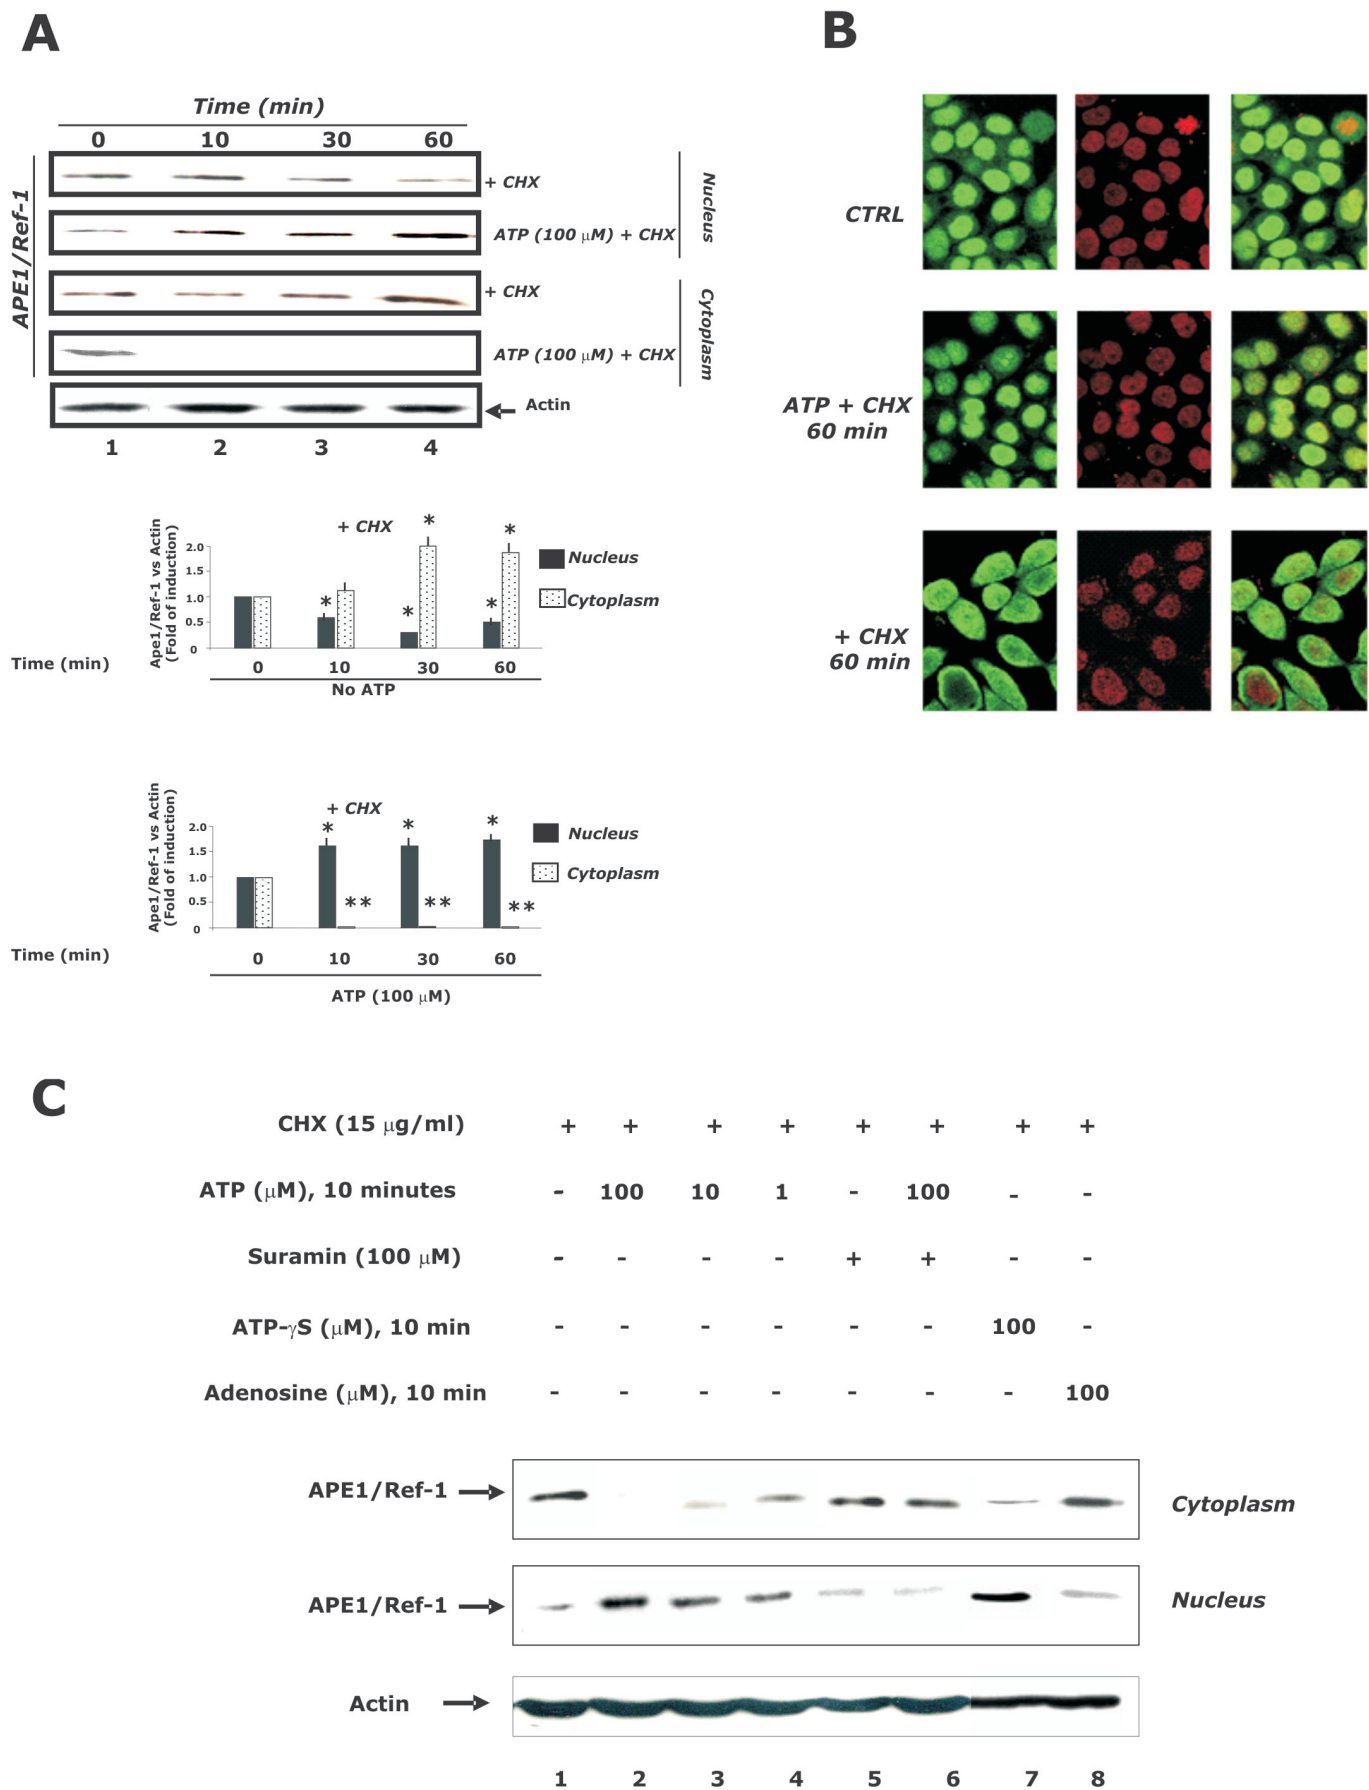 A
Time (min)
0 10 30 60
APE1/Ref-1
+ CHX
ATP (100 μM) + CHX
Nucleus
+ CHX
ATP (100 μM) + CHX
Cytoplasm
Actin
1 2 3 4
Ape1/Ref-1 vs Actin
(Fold of induction)
+ CHX
2.0
1.5
1.0
0.5
0
* * * * *
Nucleus
Cytoplasm
Time (min)
0 10 30 60
No ATP
Ape1/Ref-1 vs Actin
(Fold of induction)
+ CHX
2.0
1.5
1.0
0.5
0
* * *
** ** **
Nucleus
Cytoplasm
Time (min)
0 10 30 60
ATP (100 μM)
B
CTRL
ATP + CHX
60 min
+ CHX
60 min
C
CHX (15 μg/ml) + + + + + + + +
ATP (μM), 10 minutes - 100 10 1 - 100 - -
Suramin (100 μM) - - - - + + - -
ATP-γS (μM), 10 min - - - - - - 100 -
Adenosine (μM), 10 min - - - - - - - 100
APE1/Ref-1
Cytoplasm
APE1/Ref-1
Nucleus
Actin
1 2 3 4 5 6 7 8